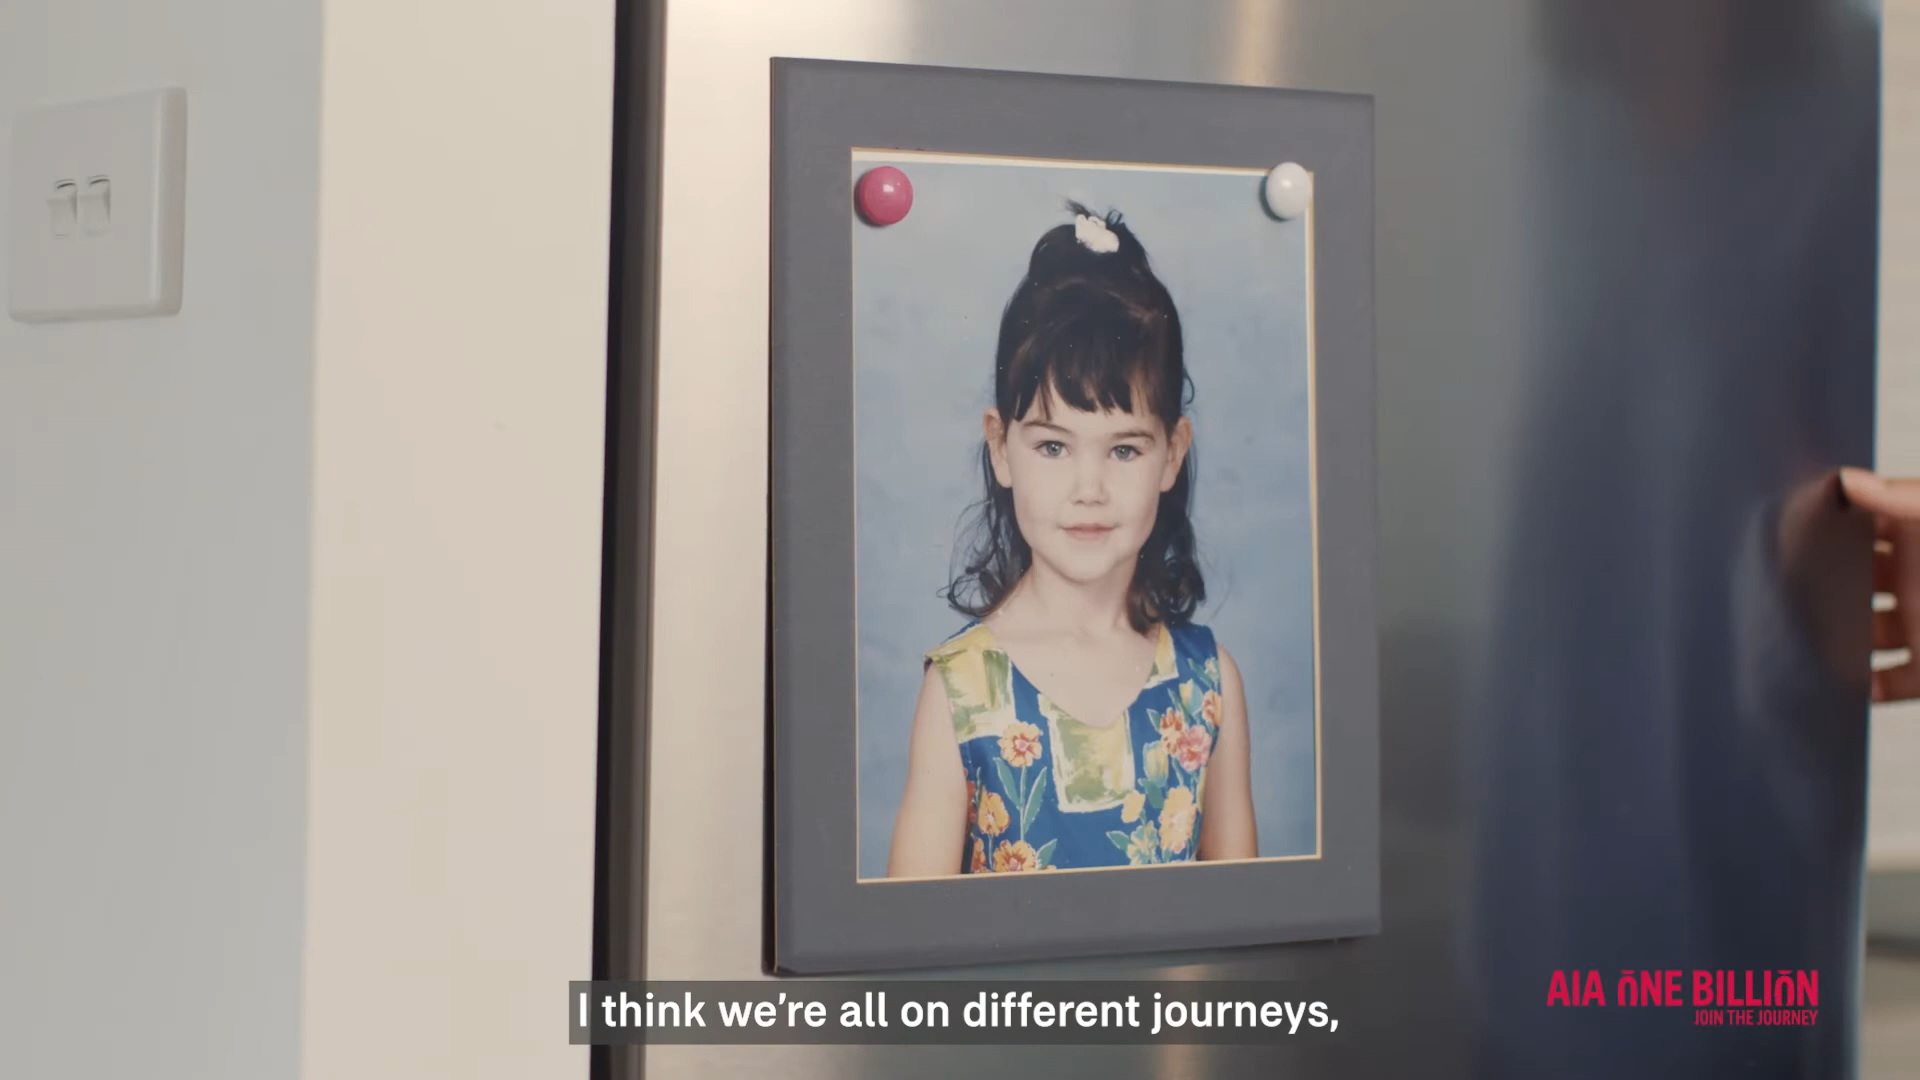 I think we're all on different journeys,
AIA ONE BILLION
JOIN THE JOURNEY